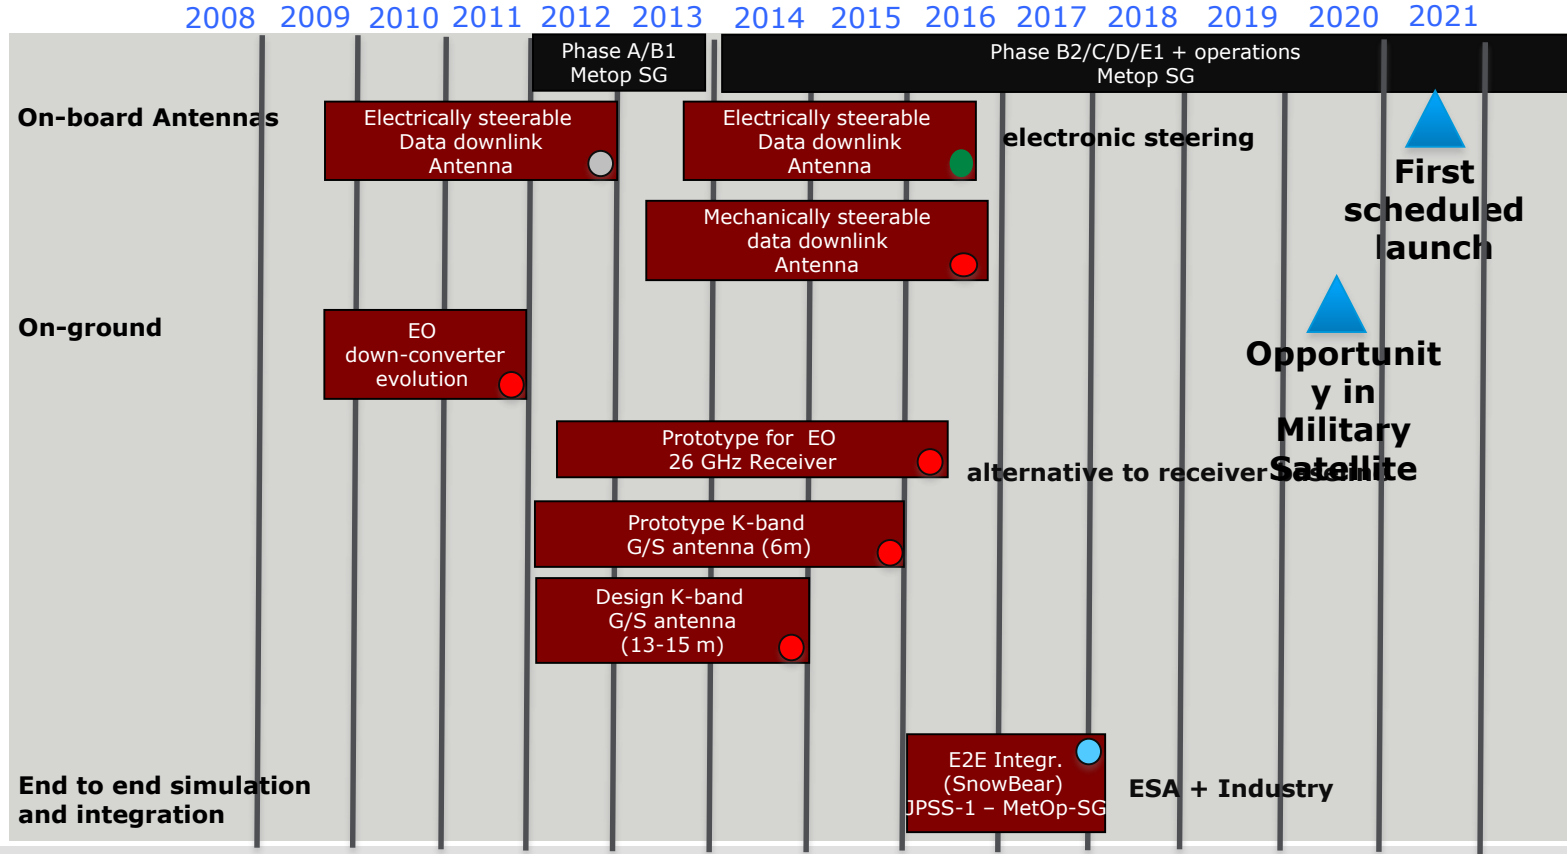 2008 2009 2010 2011 2012 2013 2014 2015 2016 2017 2018 2019 2020 2021
Phase A/B1
Metop SG
Phase B2/C/D/E1 + operations
Metop SG
On-board Antennas
Electrically steerable
Data downlink
Antenna
Electrically steerable
Data downlink
Antenna
electronic steering
First
scheduled
launch
Mechanically steerable
data downlink
Antenna
On-ground
EO
down-converter
evolution
Opportunit
y in
Military
Satellite
Prototype for EO
26 GHz Receiver
alternative to receiver
Prototype K-band
G/S antenna (6m)
Design K-band
G/S antenna
(13-15 m)
End to end simulation
and integration
E2E Integr.
(SnowBear)
JPSS-1 – MetOp-SG
ESA + Industry